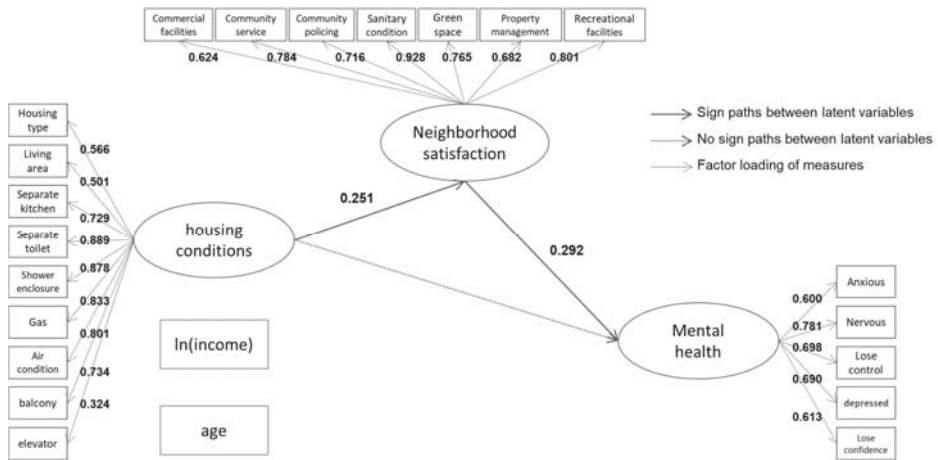 Commercial
facilities
Community
service
Community
policing
Sanitary
condition
Green
space
Property
management
Recreational
facilities
0.624
0.784
0.716
0.928
0.765
0.682
0.801
Neighborhood
satisfaction
Sign paths between latent variables
No sign paths between latent variables
Factor loading of measures
Housing
type
Living
area
Separate
kitchen
Separate
toilet
Shower
enclosure
Gas
Air
condition
balcony
elevator
0.566
0.501
0.729
0.889
0.878
0.833
0.801
0.734
0.324
housing
conditions
0.251
0.292
ln(income)
age
Mental
health
0.600
0.781
0.698
0.690
0.613
Anxious
Nervous
Lose
control
depressed
Lose
confidence